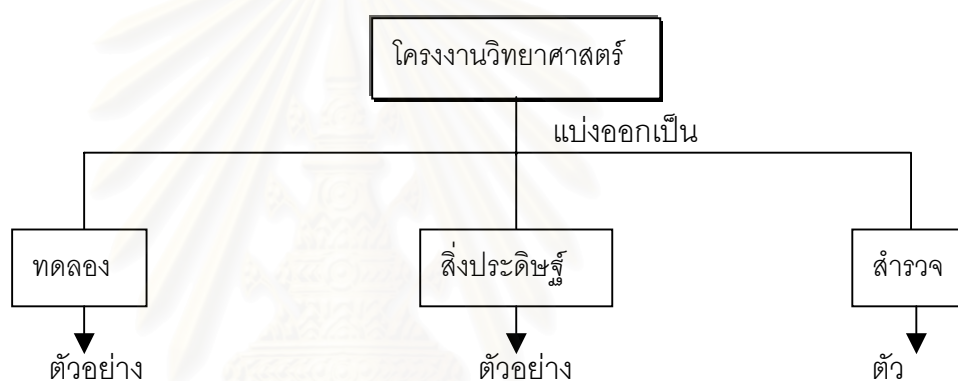 โครงงานวิทยาศาสตร์
แบ่งออกเป็น
ทดลอง
สิ่งประดิษฐ์
สำรวจ
ตัวอย่าง
ตัวอย่าง
ตัว